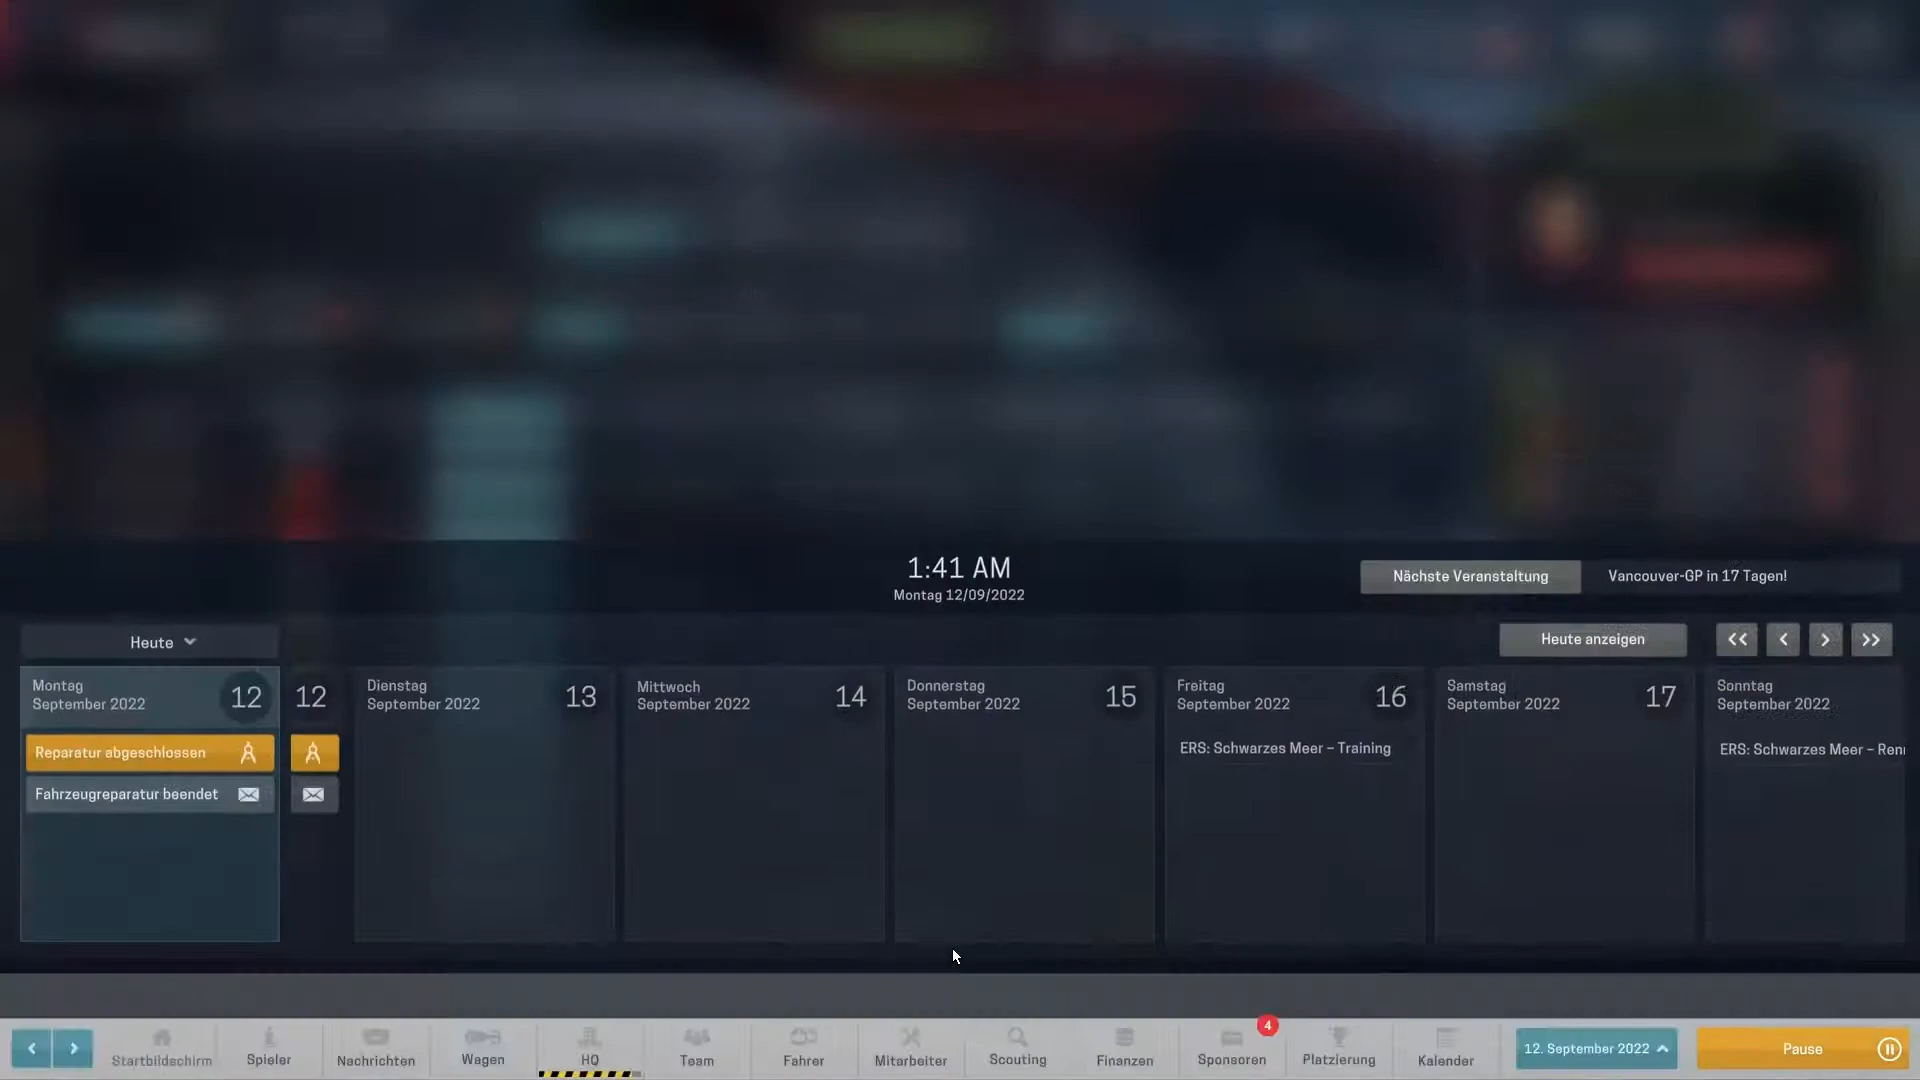 1:41 AM
Montag 12/09/2022
Nächste Veranstaltung
Vancouver-GP in 17 Tagen!
Heute
Heute anzeigen
Montag
September 2022
12
12
Dienstag
September 2022
13
Mittwoch
September 2022
14
Donnerstag
September 2022
15
Freitag
September 2022
16
Samstag
September 2022
17
Sonntag
September 2022
Reparatur abgeschlossen
Fahrzeugreparatur beendet
ERS: Schwarzes Meer – Training
ERS: Schwarzes Meer – Ren
Startbildschirm
Spieler
Nachrichten
Wagen
HQ
Team
Fahrer
Mitarbeiter
Scouting
Finanzen
Sponsoren
4
Platzierung
Kalender
12. September 2022
Pause